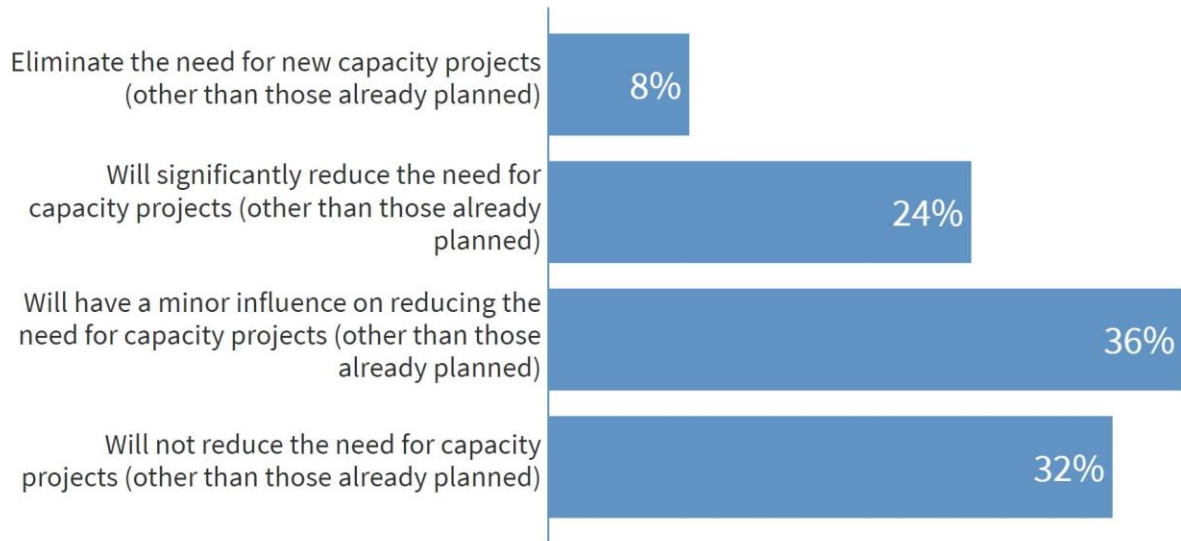 Eliminate the need for new capacity projects
(other than those already planned)
8%
Will significantly reduce the need for
capacity projects (other than those already
planned)
24%
Will have a minor influence on reducing the
need for capacity projects (other than those
already planned)
36%
Will not reduce the need for capacity
projects (other than those already planned)
32%